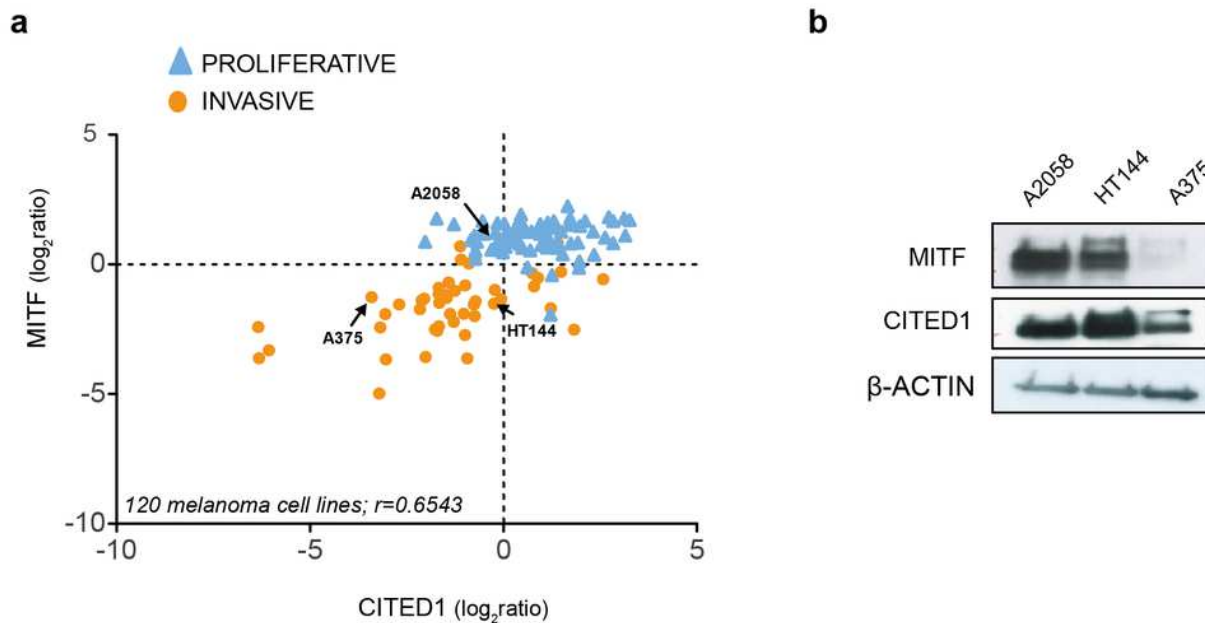 a
PROLIFERATIVE
INVASIVE
5
0
-5
-10
MITF (log₂ratio)
A2058
A375
HT144
120 melanoma cell lines; r=0.6543
-10
-5
0
5
CITED1 (log₂ratio)
b
A2058
HT144
A375
MITF
CITED1
β-ACTIN